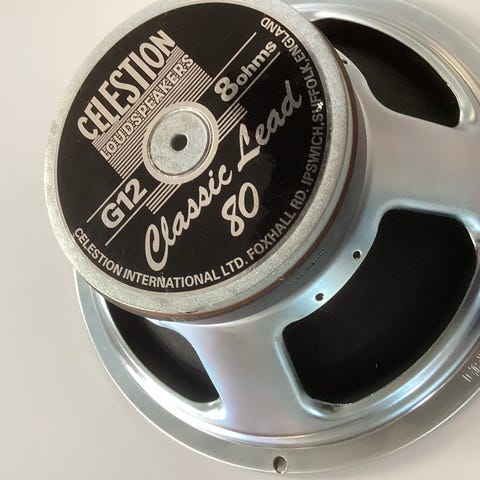 CELESTION
LOUDSPEAKERS
8ohms
G12
Classic Lead
80
CELESTION INTERNATIONAL LTD. FOXHALL RD. IPSWICH, SUFFOLK, ENGLAND